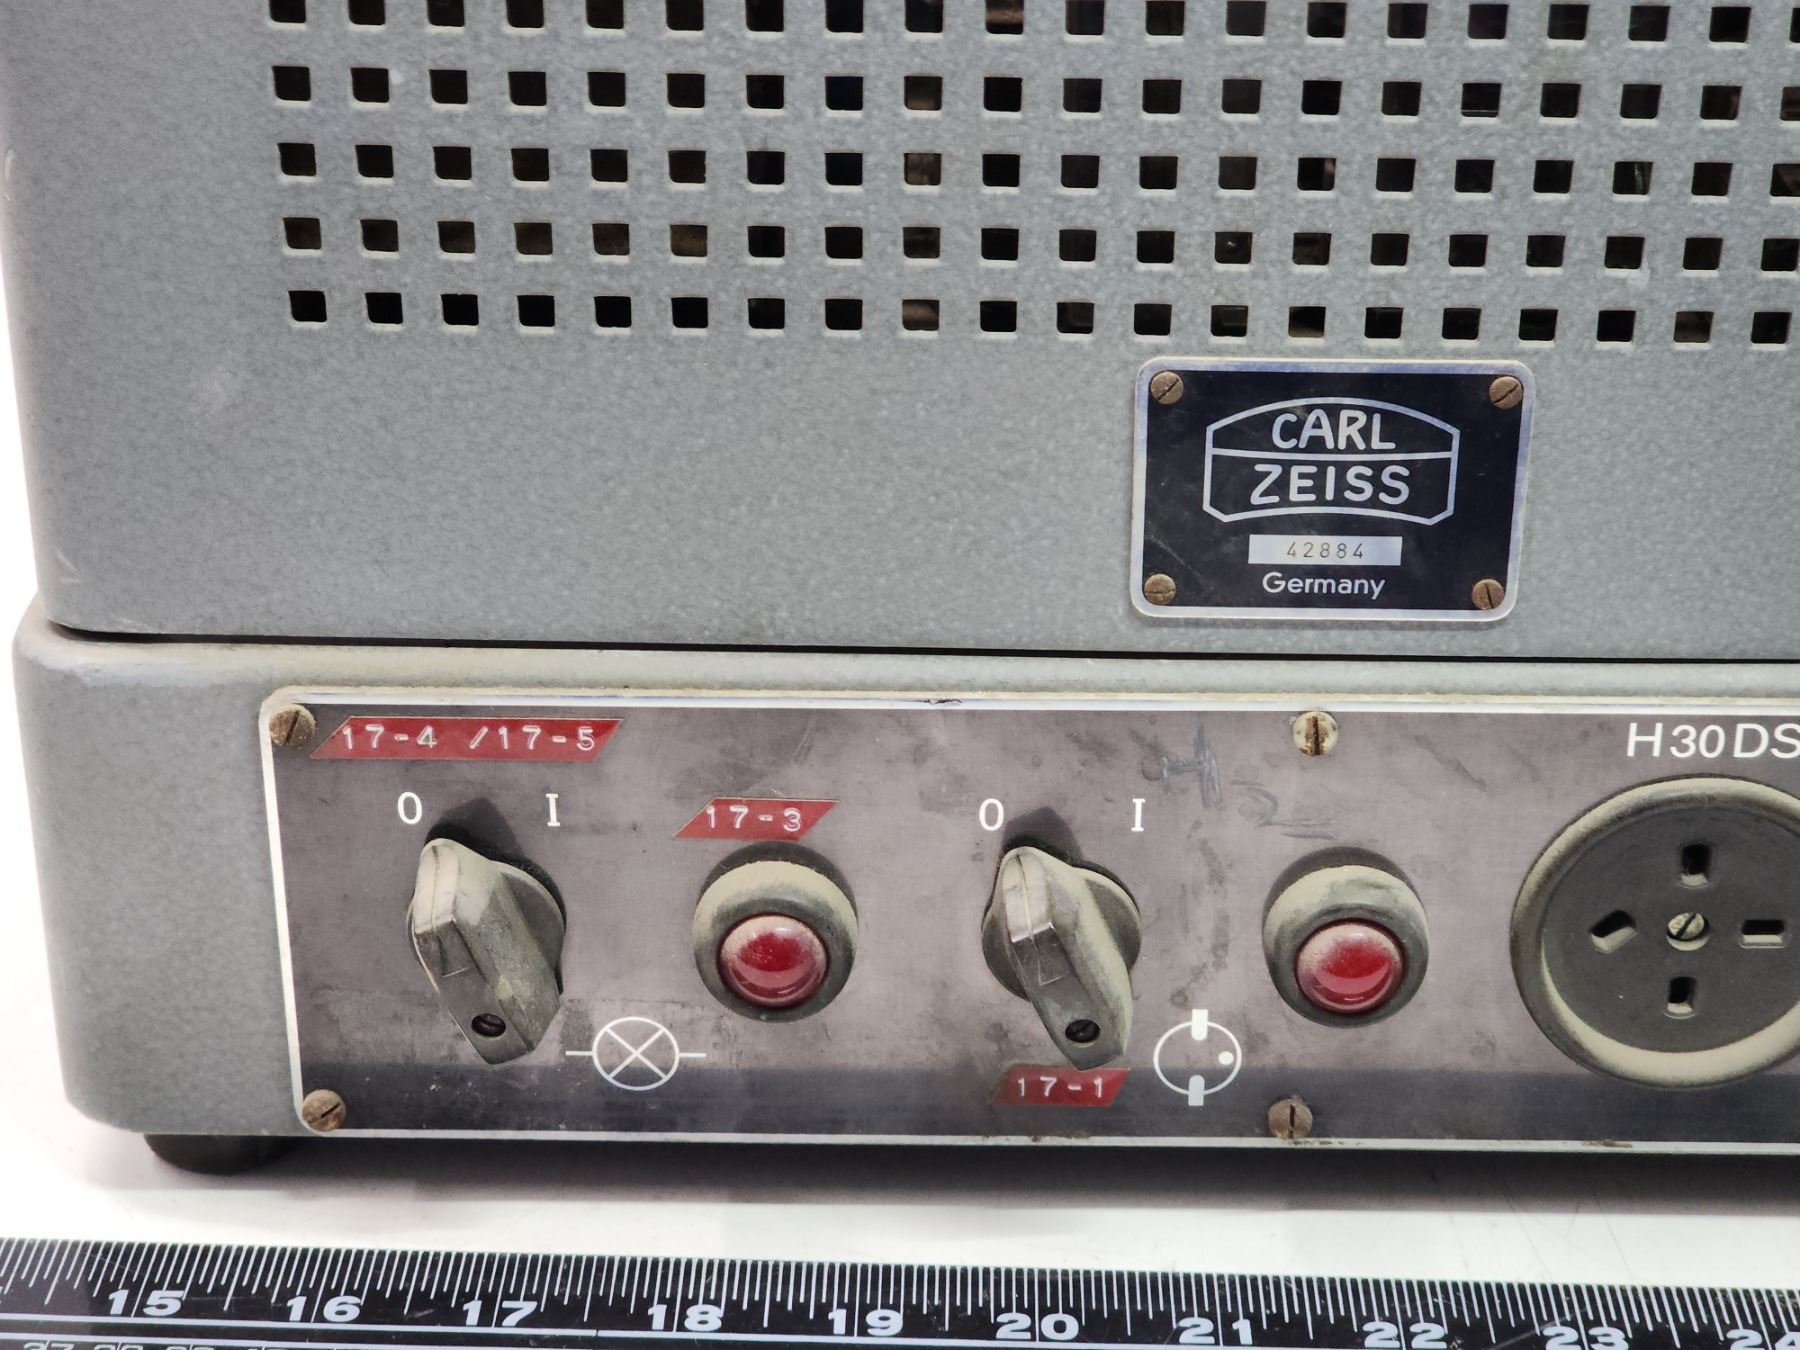 CARL
ZEISS
42884
Germany
17-4 /17-5
H30DS
0 I
17-3
0 I
17-1
15 16 17 18 19 20 21 22 23 24